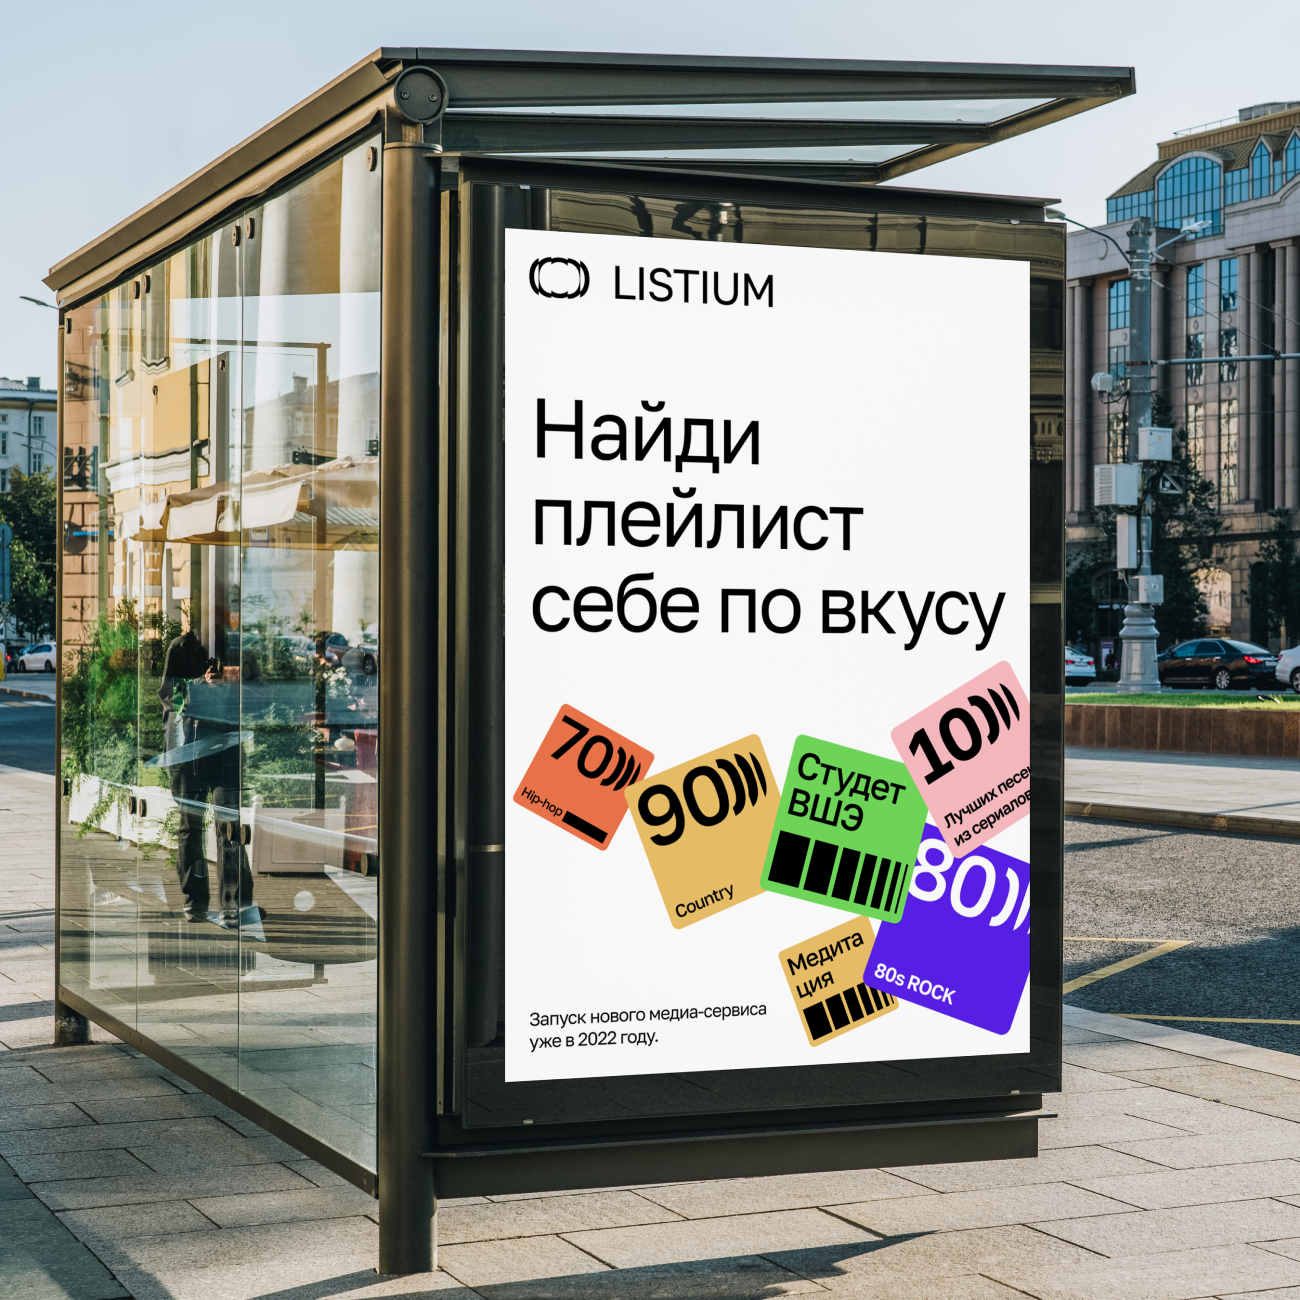 LISTIUM
Найди
плейлист
себе по вкусу
70
Hip-hop
90
Country
Студет
ВШЭ
10
Лучших песен
из сериалов
80
80s ROCK
Медита
ция
Запуск нового медиа-сервиса
уже в 2022 году.